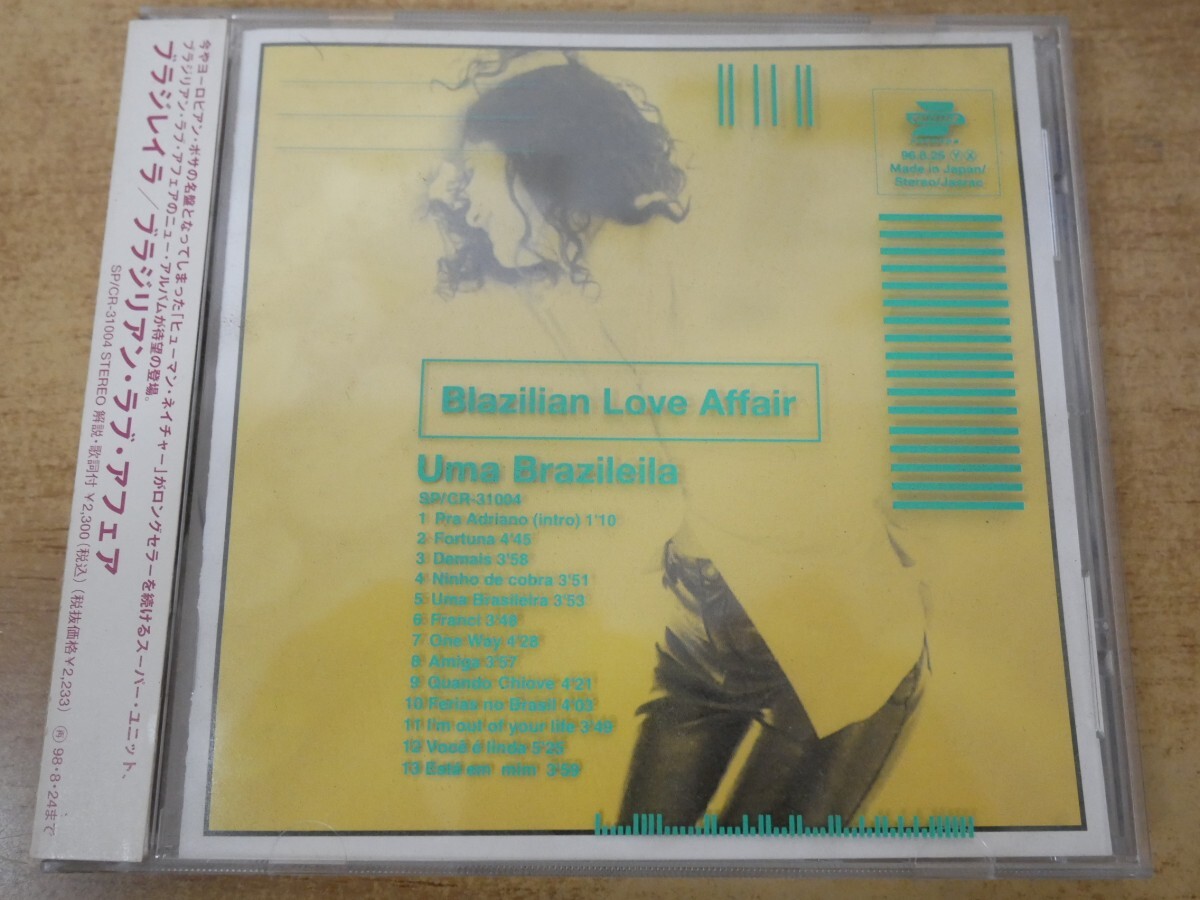 今やヨーロピアン・ボサの名盤となってしまった「ヒューマン・ネイチャー」がロングセラーを続けるスーパー・ユニット、
ブラジリアン・ラブ・アフェアのニュー・アルバムが待望の登場。
ブラジレイラ/ブラジリアン・ラブ・アフェア
SP/CR-31004 STEREO 解説・歌詞付 ¥2,300(税込)(税抜価格¥2,233) 98・8・24まで
96.8.25
Made in Japan/
Stereo/Jasrac
Blazilian Love Affair
Uma Brazileila
SP/CR-31004
1 Pra Adriano (intro) 1'10
2 Fortuna 4'45
3 Demais 3'58
4 Ninho de cobra 3'51
5 Uma Brasileira 3'53
6 Franci 3'48
7 One Way 4'28
8 Amiga 3'57
9 Quando Chiove 4'21
10 Ferias no Brasil 4'03
11 I'm out of your life 3'49
12 Você é linda 5'25
13 Está em mim 3'59